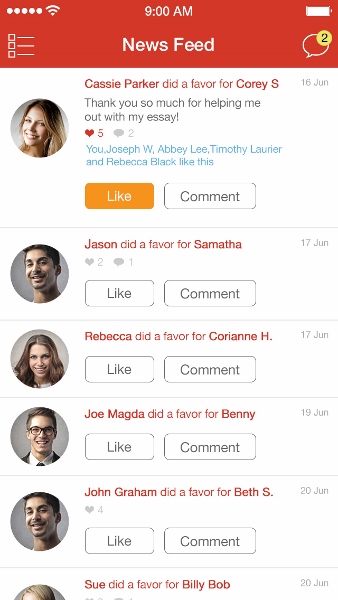 9:00 AM
News Feed
2
Cassie Parker did a favor for Corey S
16 Jun
Thank you so much for helping me
out with my essay!
5 2
You,Joseph W, Abbey Lee,Timothy Laurier
and Rebecca Black like this
Like Comment
Jason did a favor for Samatha
17 Jun
2 1
Like Comment
Rebecca did a favor for Corianne H.
17 Jun
Like Comment
Joe Magda did a favor for Benny
19 Jun
Like Comment
John Graham did a favor for Beth S.
20 Jun
4
Like Comment
Sue did a favor for Billy Bob
20 Jun